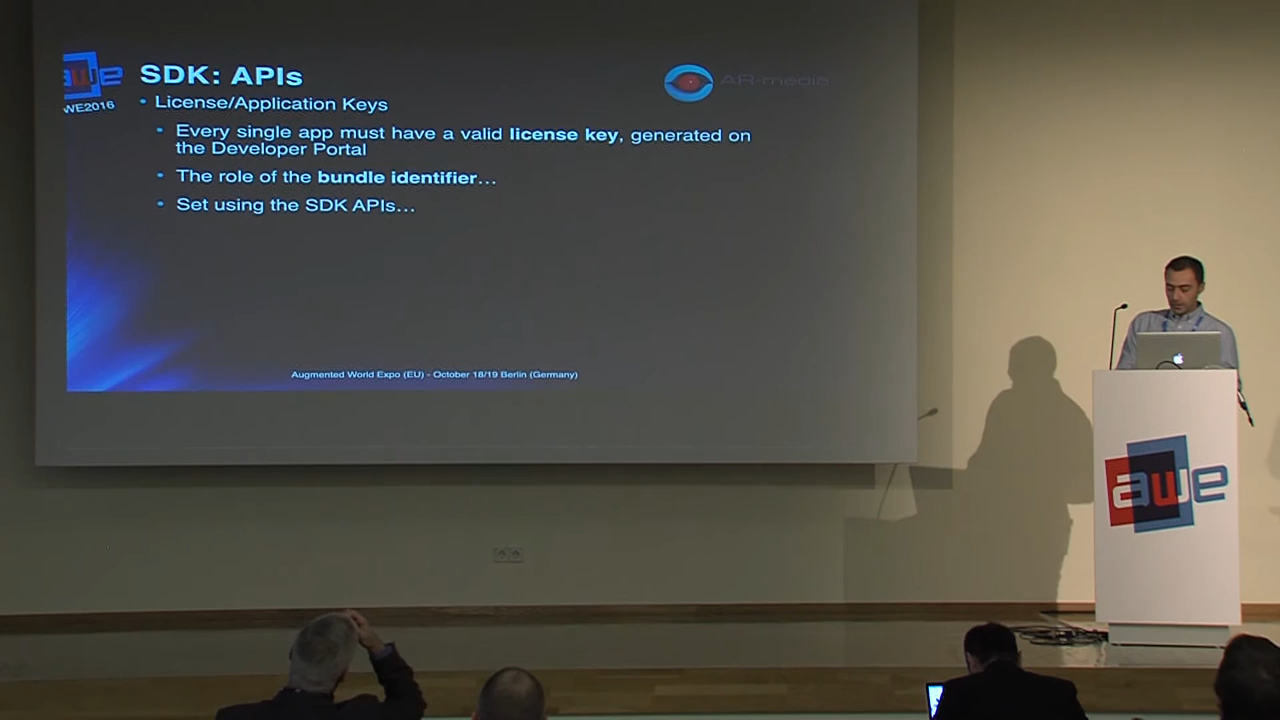 awe
AWE2016
SDK: APIs
AR-media
• License/Application Keys
• Every single app must have a valid license key, generated on
the Developer Portal
• The role of the bundle identifier…
• Set using the SDK APIs…
Augmented World Expo (EU) - October 18/19 Berlin (Germany)
awe